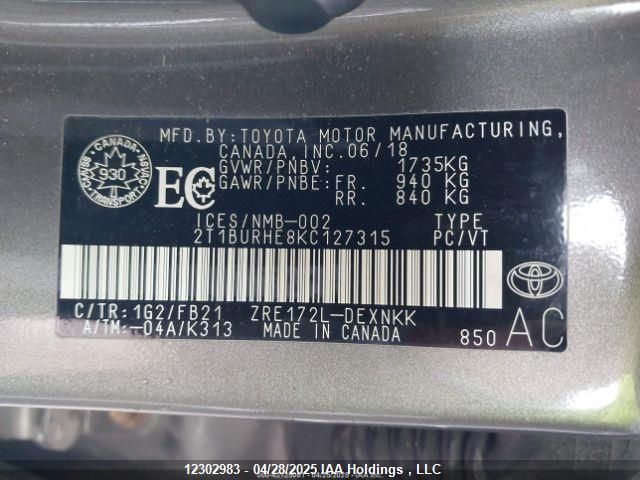 MFD.BY:TOYOTA MOTOR MANUFACTURING,
CANADA,INC.06/18
GVWR/PNBV: 1735KG
GAWR/PNBE:FR. 940 KG
RR. 840 KG
CANADA
CMVSS NSVAC
930
TRANSPORT
EC
ICES/NMB-002 TYPE
2T1BURHE8KC127315 PC/VT
C/TR:1G2/FB21 ZRE172L-DEXNKK
A/TM:-04A/K313 MADE IN CANADA
850 AC
12302983 - 04/28/2025 IAA Holdings , LLC